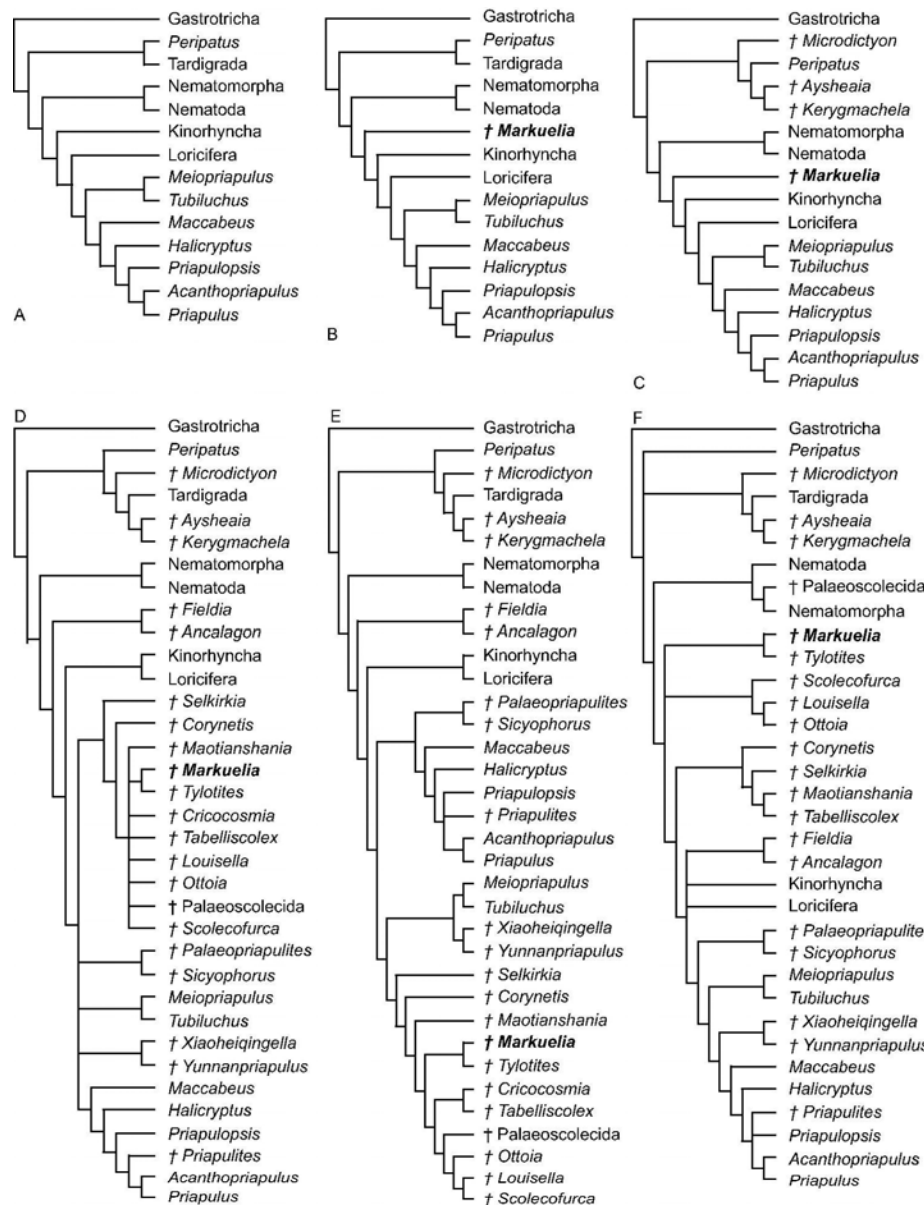 Gastrotricha
Peripatus
Tardigrada
Nematomorpha
Nematoda
Kinorhyncha
Loricifera
Meiopriapulus
Tubiluchus
Maccabeus
Halicryptus
Priapulopsis
Acanthopriapulus
Priapulus
A
Gastrotricha
Peripatus
Tardigrada
Nematomorpha
Nematoda
† Markuelia
Kinorhyncha
Loricifera
Meiopriapulus
Tubiluchus
Maccabeus
Halicryptus
Priapulopsis
Acanthopriapulus
Priapulus
B
Gastrotricha
† Microdictyon
Peripatus
† Aysheaia
† Kerygmachela
Nematomorpha
Nematoda
† Markuelia
Kinorhyncha
Loricifera
Meiopriapulus
Tubiluchus
Maccabeus
Halicryptus
Priapulopsis
Acanthopriapulus
Priapulus
C
D
Gastrotricha
Peripatus
† Microdictyon
Tardigrada
† Aysheaia
† Kerygmachela
Nematomorpha
Nematoda
† Fieldia
† Ancalagon
Kinorhyncha
Loricifera
† Selkirkia
† Corynetis
† Maotianshania
† Markuelia
† Tylotites
† Cricocosmia
† Tabelliscolex
† Louisella
† Ottoia
† Palaeoscolecida
† Scolecofurca
† Palaeopriapulites
† Sicyophorus
Meiopriapulus
Tubiluchus
† Xiaoheiqingella
† Yunnanpriapulus
Maccabeus
Halicryptus
Priapulopsis
† Priapulites
Acanthopriapulus
Priapulus
E
Gastrotricha
Peripatus
† Microdictyon
Tardigrada
† Aysheaia
† Kerygmachela
Nematomorpha
Nematoda
† Fieldia
† Ancalagon
Kinorhyncha
Loricifera
† Palaeopriapulites
† Sicyophorus
Maccabeus
Halicryptus
Priapulopsis
† Priapulites
Acanthopriapulus
Priapulus
Meiopriapulus
Tubiluchus
† Xiaoheiqingella
† Yunnanpriapulus
† Selkirkia
† Corynetis
† Maotianshania
† Markuelia
† Tylotites
† Cricocosmia
† Tabelliscolex
† Palaeoscolecida
† Ottoia
† Louisella
† Scolecofurca
F
Gastrotricha
Peripatus
† Microdictyon
Tardigrada
† Aysheaia
† Kerygmachela
Nematoda
† Palaeoscolecida
Nematomorpha
† Markuelia
† Tylotites
† Scolecofurca
† Louisella
† Ottoia
† Corynetis
† Selkirkia
† Maotianshania
† Tabelliscolex
† Fieldia
† Ancalagon
Kinorhyncha
Loricifera
† Palaeopriapulite
† Sicyophorus
Meiopriapulus
Tubiluchus
† Xiaoheiqingella
† Yunnanpriapulus
Maccabeus
Halicryptus
† Priapulites
Priapulopsis
Acanthopriapulus
Priapulus